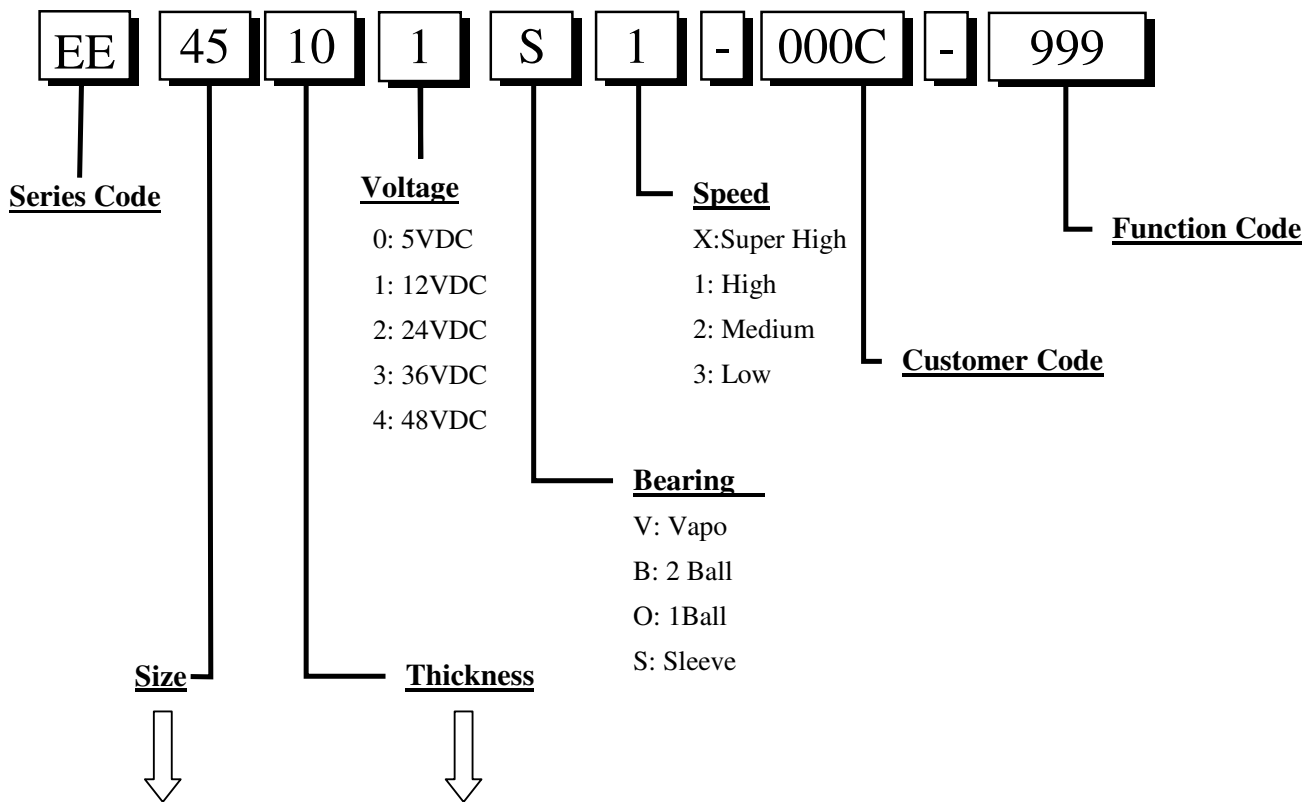 EE 45 10 1 S 1 - 000C - 999
Series Code
Voltage
0: 5VDC
1: 12VDC
2: 24VDC
3: 36VDC
4: 48VDC
Speed
X:Super High
1: High
2: Medium
3: Low
Function Code
Customer Code
Bearing
V: Vapo
B: 2 Ball
O: 1Ball
S: Sleeve
Size
Thickness